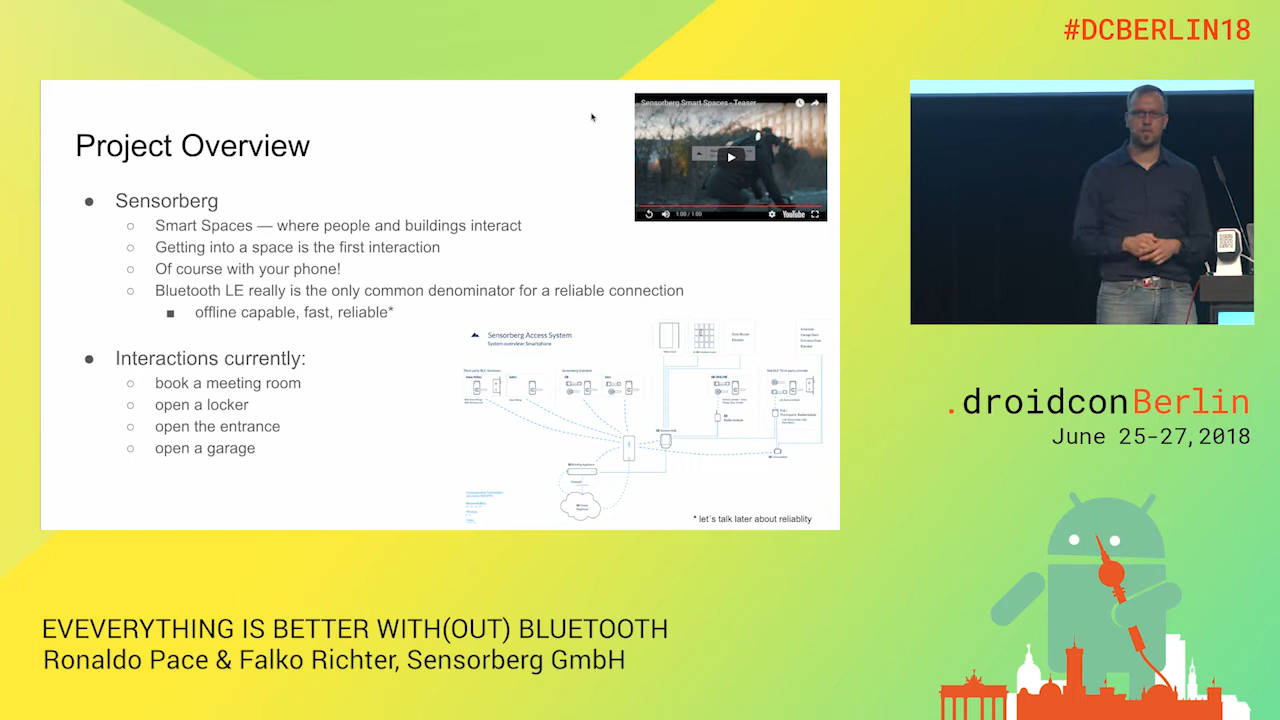 #DCBERLIN18
Sensorberg Smart Spaces - Teaser
1:00 / 1:00
YouTube
Project Overview
Sensorberg
Smart Spaces — where people and buildings interact
Getting into a space is the first interaction
Of course with your phone!
Bluetooth LE really is the only common denominator for a reliable connection
offline capable, fast, reliable*
Interactions currently:
book a meeting room
open a locker
open the entrance
open a garage
Sensorberg Access System
System overview: Smartphone
* let´s talk later about reliablity
.droidconBerlin
June 25-27,2018
EVEVERYTHING IS BETTER WITH(OUT) BLUETOOTH
Ronaldo Pace & Falko Richter, Sensorberg GmbH